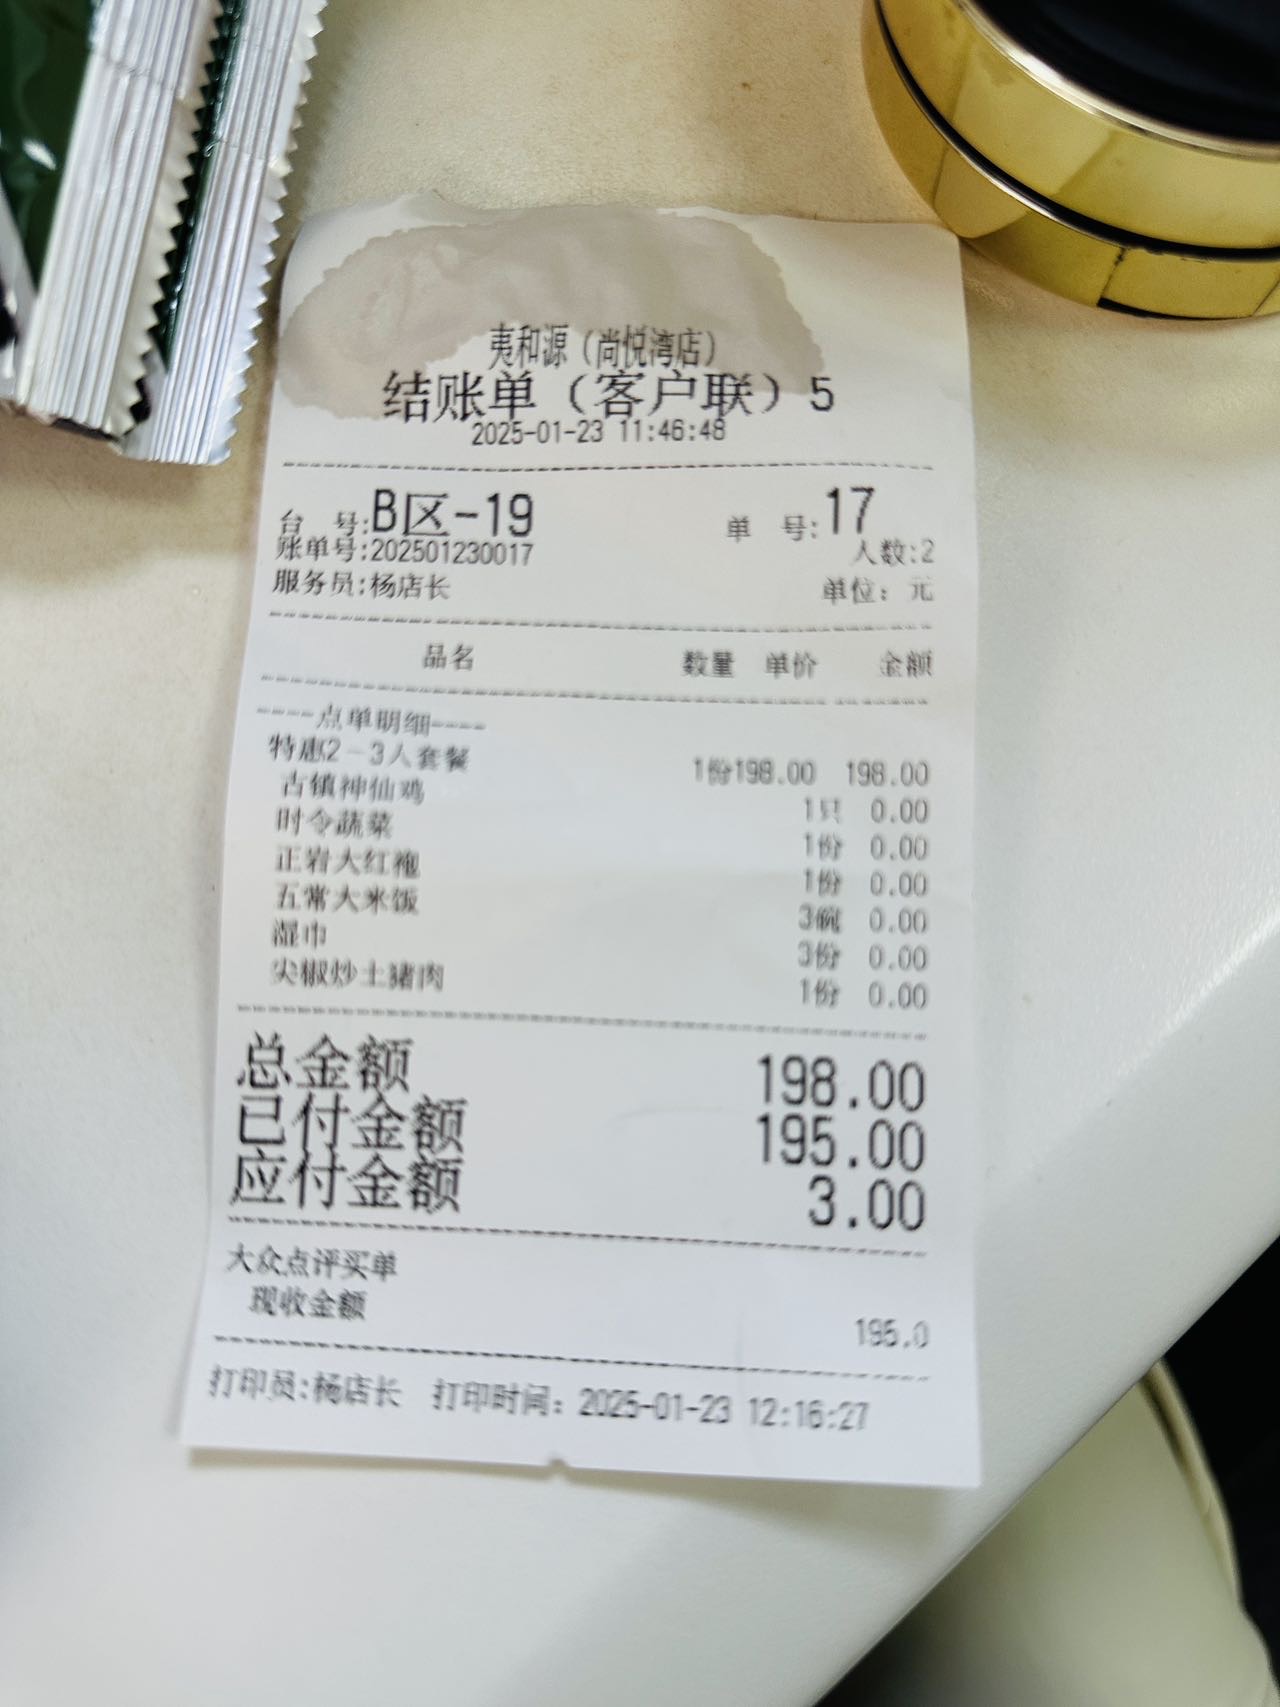 夷和源（尚悦湾店）
结账单（客户联）5
2025-01-23 11:46:48
台 号:B区-19 单 号:17
账单号:202501230017 人数:2
服务员:杨店长 单位：元
品名 数量 单价 金额
----点单明细----
特惠2-3人套餐 1份198.00 198.00
古镇神仙鸡 1只 0.00
时令蔬菜 1份 0.00
正岩大红袍 1份 0.00
五常大米饭 3碗 0.00
湿巾 3份 0.00
尖椒炒土猪肉 1份 0.00
总金额 198.00
已付金额 195.00
应付金额 3.00
大众点评买单
现收金额 195.0
打印员:杨店长 打印时间：2025-01-23 12:16:27